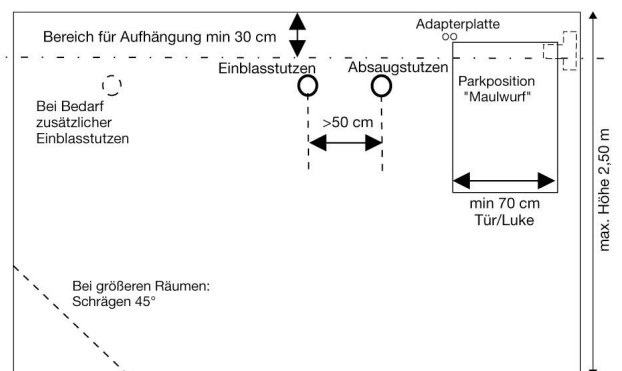 Adapterplatte
Bereich für Aufhängung min 30 cm
Einblasstutzen
Absaugstutzen
Parkposition
"Maulwurf"
Bei Bedarf
zusätzlicher
Einblasstutzen
>50 cm
min 70 cm
Tür/Luke
max. Höhe 2,50 m
Bei größeren Räumen:
Schrägen 45°